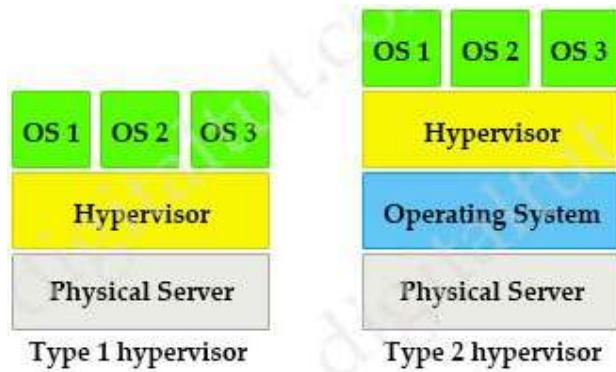 OS 1 OS 2 OS 3
Hypervisor
Physical Server
Type 1 hypervisor
OS 1 OS 2 OS 3
Hypervisor
Operating System
Physical Server
Type 2 hypervisor